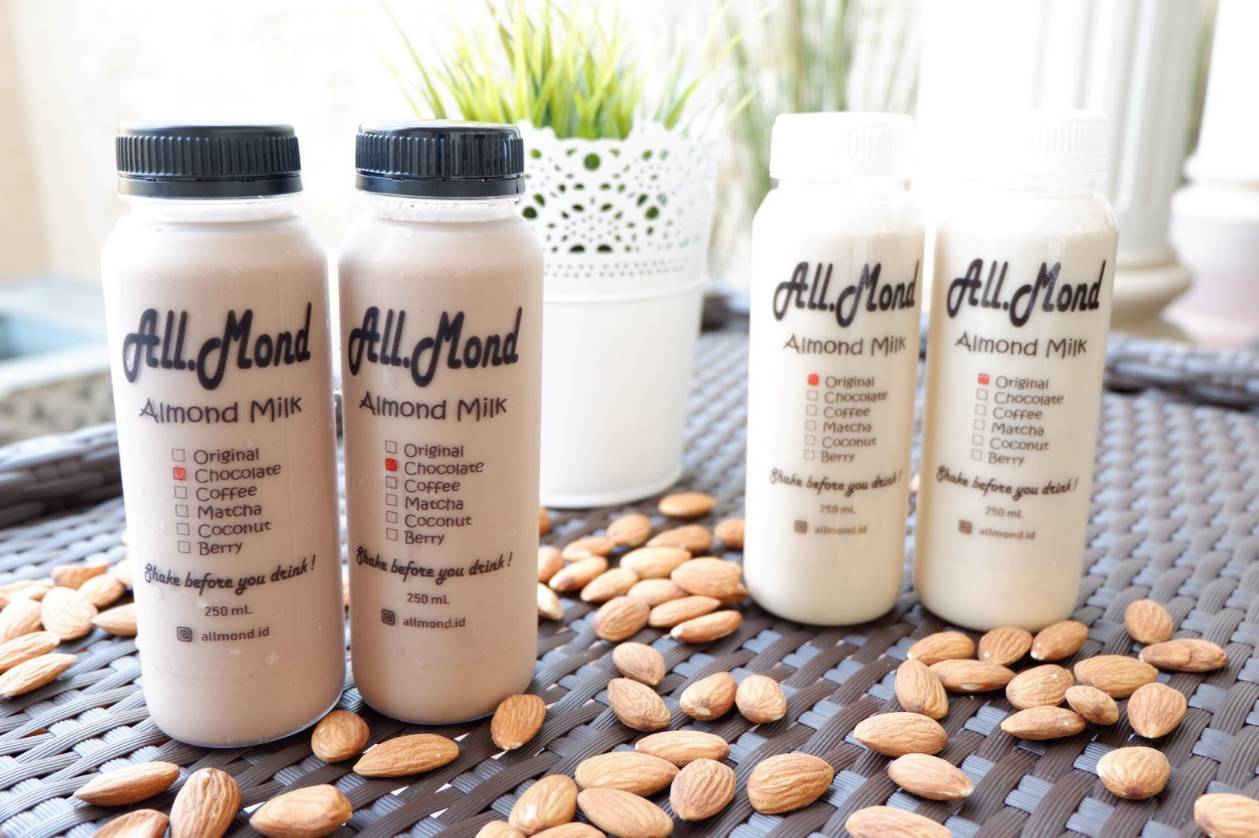 All.Mond
Almond Milk
Original
Chocolate
Coffee
Matcha
Coconut
Berry
Shake before you drink!
250 mL
allmond.id
All.Mond
Almond Milk
Original
Chocolate
Coffee
Matcha
Coconut
Berry
Shake before you drink!
250 mL
allmond.id
All.Mond
Almond Milk
Original
Chocolate
Coffee
Matcha
Coconut
Berry
Shake before you drink!
250 mL
allmond.id
All.Mond
Almond Milk
Original
Chocolate
Coffee
Matcha
Coconut
Berry
Shake before you drink!
250 mL
allmond.id